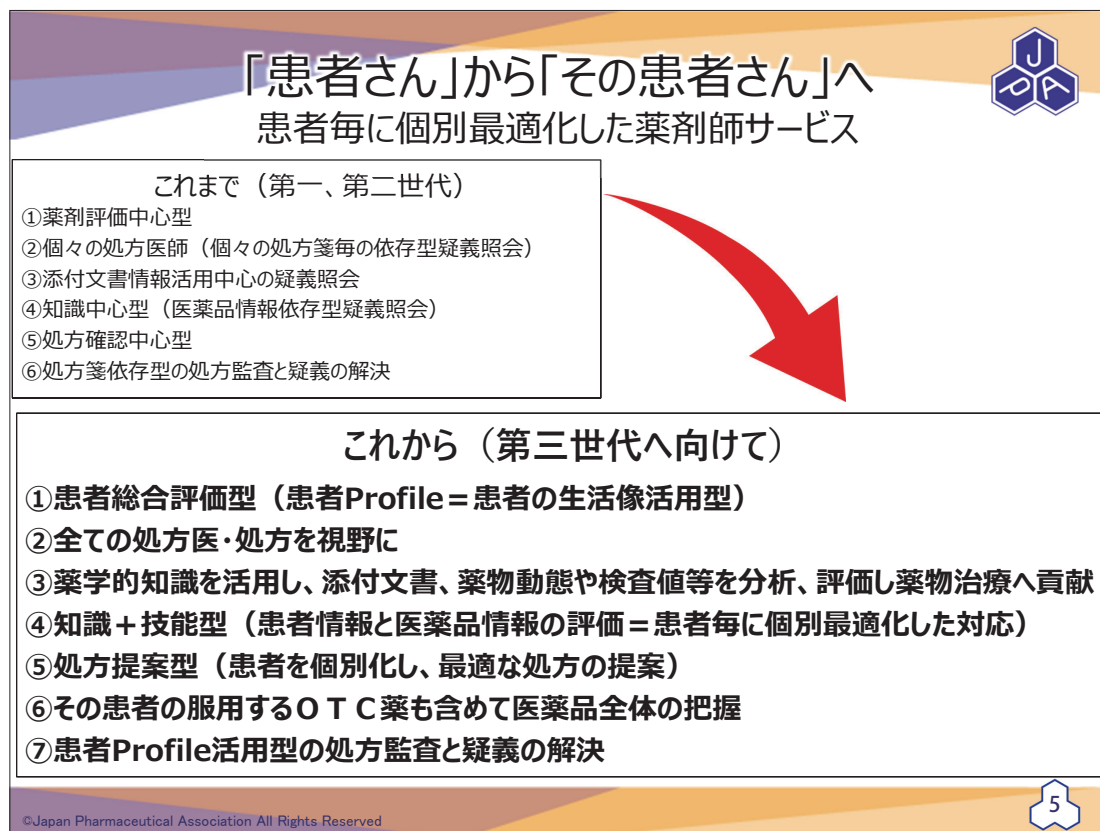 「患者さん」から「その患者さん」へ
患者毎に個別最適化した薬剤師サービス
J
P A
これまで（第一、第二世代）
①薬剤評価中心型
②個々の処方医師（個々の処方箋毎の依存型疑義照会）
③添付文書情報活用中心の疑義照会
④知識中心型（医薬品情報依存型疑義照会）
⑤処方確認中心型
⑥処方箋依存型の処方監査と疑義の解決
これから（第三世代へ向けて）
①患者総合評価型（患者Profile＝患者の生活像活用型）
②全ての処方医・処方を視野に
③薬学的知識を活用し、添付文書、薬物動態や検査値等を分析、評価し薬物治療へ貢献
④知識＋技能型（患者情報と医薬品情報の評価＝患者毎に個別最適化した対応）
⑤処方提案型（患者を個別化し、最適な処方の提案）
⑥その患者の服用するＯＴＣ薬も含めて医薬品全体の把握
⑦患者Profile活用型の処方監査と疑義の解決
©Japan Pharmaceutical Association All Rights Reserved
5